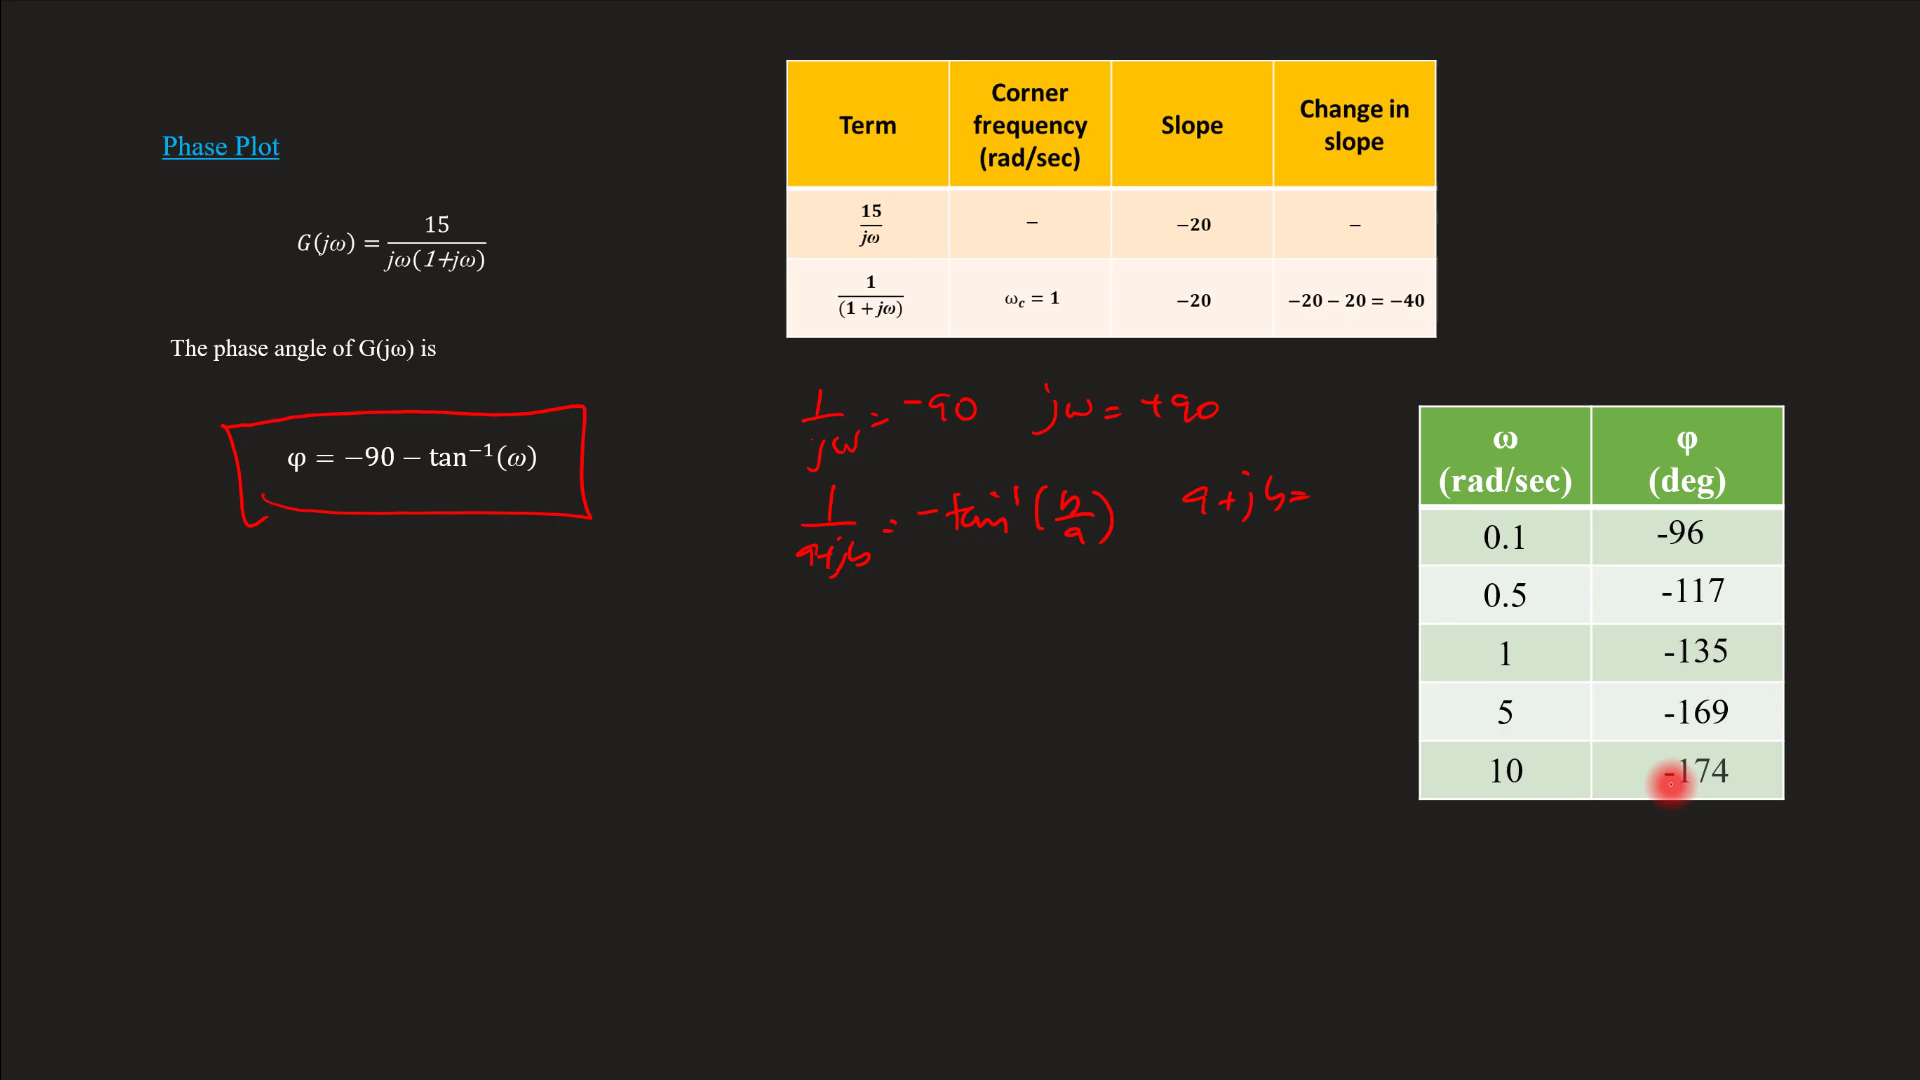 Phase Plot
G(jω) = 15 / jω(1+jω)
The phase angle of G(jω) is
φ = −90 − tan⁻¹(ω)
Term Corner frequency (rad/sec) Slope Change in slope
15/jω − −20 −
1/(1 + jω) ω_c = 1 −20 −20 − 20 = −40
1/jω = -90 jω = +90
1/a+jb = -tan⁻¹(b/a) a+jb=
ω (rad/sec) φ (deg)
0.1 -96
0.5 -117
1 -135
5 -169
10 -174